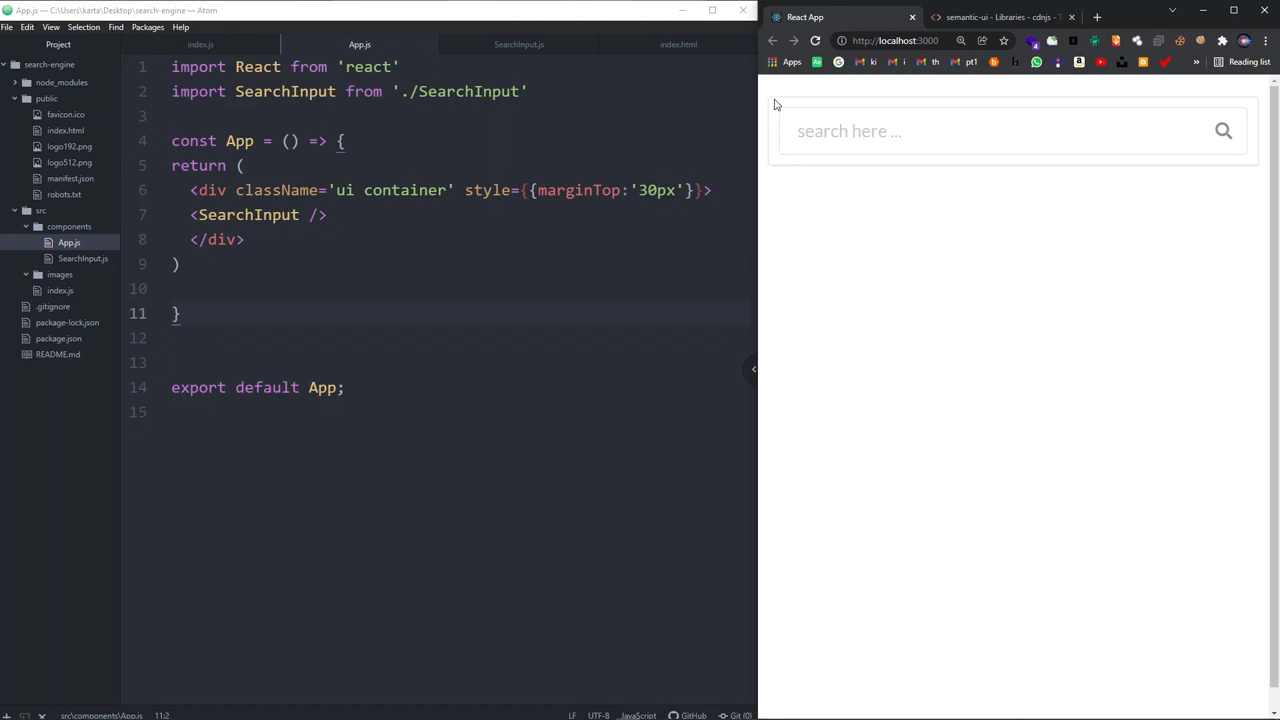 App.js — C:\Users\karta\Desktop\search-engine — Atom
File Edit View Selection Find Packages Help
Project
index.js
App.js
SearchInput.js
index.html
search-engine
node_modules
public
favicon.ico
index.html
logo192.png
logo512.png
manifest.json
robots.txt
src
components
App.js
SearchInput.js
images
index.js
.gitignore
package-lock.json
package.json
README.md
1 import React from 'react'
2 import SearchInput from './SearchInput'
3
4 const App = () => {
5 return (
6 <div className='ui container' style={{marginTop:'30px'}}>
7 <SearchInput />
8 </div>
9 )
10
11 }
12
13
14 export default App;
15
src\components\App.js 11:2
LF UTF-8 JavaScript GitHub Git (0)
React App
semantic-ui - Libraries - cdnjs - T
http://localhost:3000
Apps ki i th pt1 » Reading list
search here ...